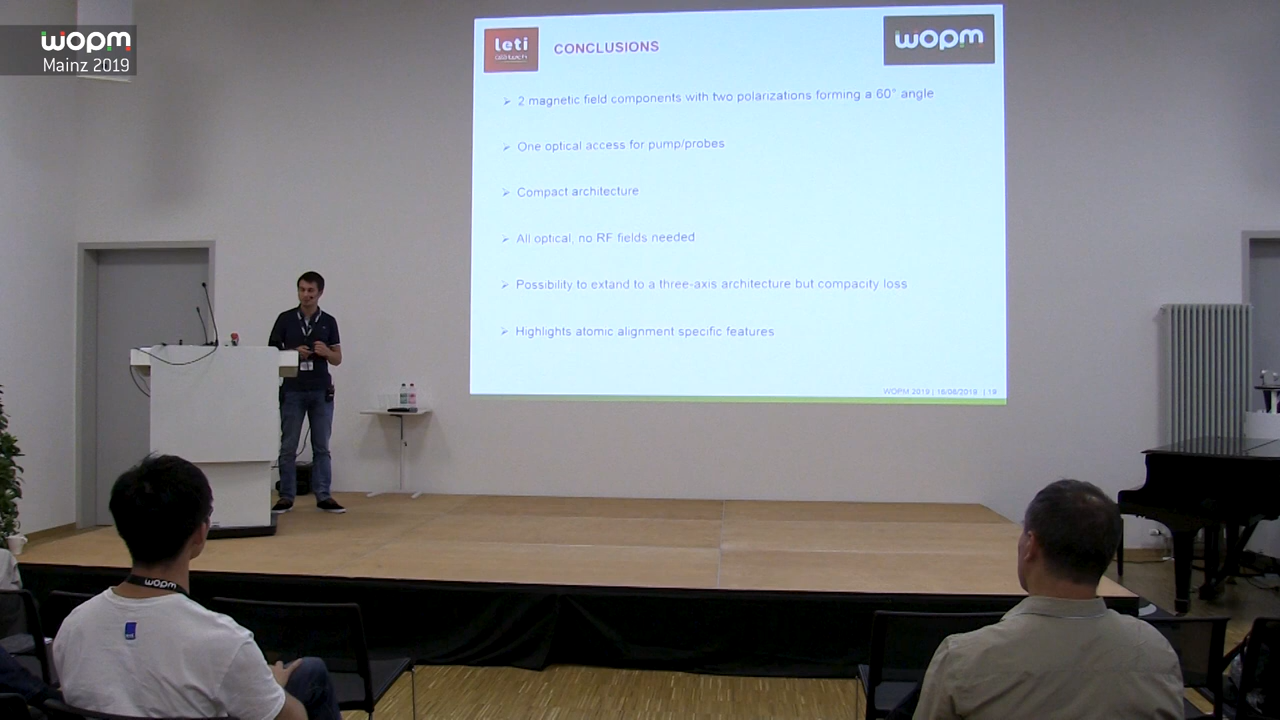 wopm
Mainz 2019
leti
CONCLUSIONS
wopm
➢ 2 magnetic field components with two polarizations forming a 60° angle
➢ One optical access for pump/probes
➢ Compact architecture
➢ All optical, no RF fields needed
➢ Possibility to extand to a three-axis architecture but compacity loss
➢ Highlights atomic alignment specific features
WOPM 2019 | 16/08/2019 | 19
wopm